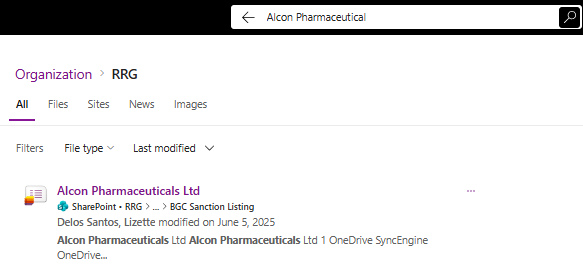 Alcon Pharmaceutical
Organization > RRG
All Files Sites News Images
Filters File type Last modified
Alcon Pharmaceuticals Ltd ...
SharePoint • RRG > ... > BGC Sanction Listing
Delos Santos, Lizette modified on June 5, 2025
Alcon Pharmaceuticals Ltd Alcon Pharmaceuticals Ltd 1 OneDrive SyncEngine
OneDrive...